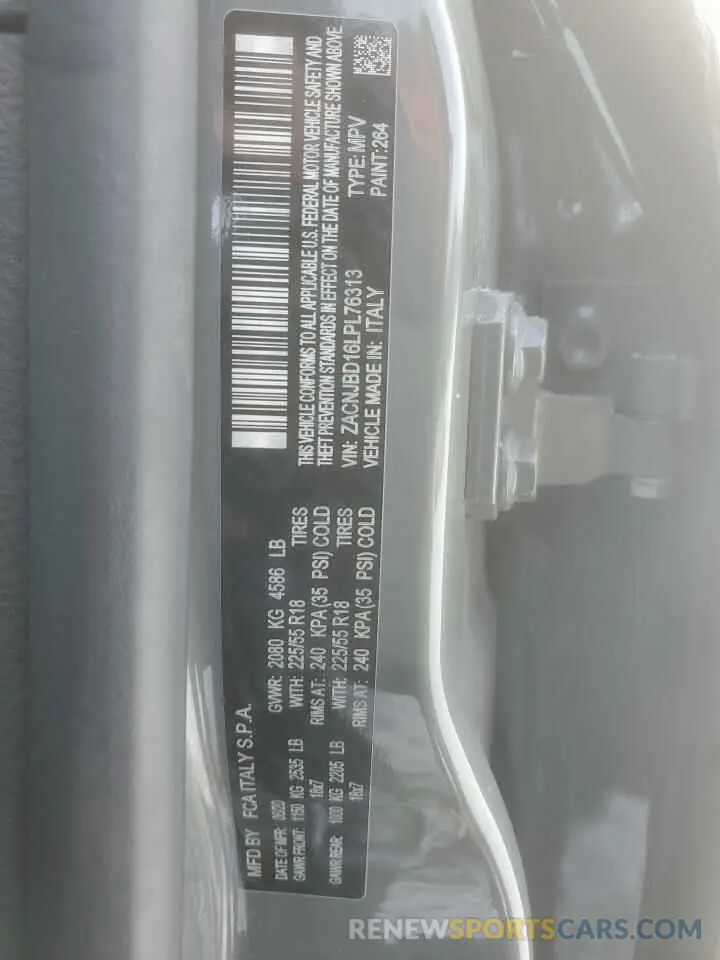 MFD BY FCA ITALY S.P.A.
DATE OF MFR: 0620 GVWR: 2080 KG 4586 LB
GAWR FRONT: 1150 KG 2535 LB WITH: 225/55 R18 TIRES
18x7 RIMS AT: 240 KPA (35 PSI) COLD
GAWR REAR: 1000 KG 2205 LB WITH: 225/55 R18 TIRES
18x7 RIMS AT: 240 KPA (35 PSI) COLD
THIS VEHICLE CONFORMS TO ALL APPLICABLE U.S. FEDERAL MOTOR VEHICLE SAFETY AND
THEFT PREVENTION STANDARDS IN EFFECT ON THE DATE OF MANUFACTURE SHOWN ABOVE
VIN: ZACNJBD16LPL76313 TYPE: MPV
VEHICLE MADE IN: ITALY PAINT: 264
RENEWSPORTSCARS.COM